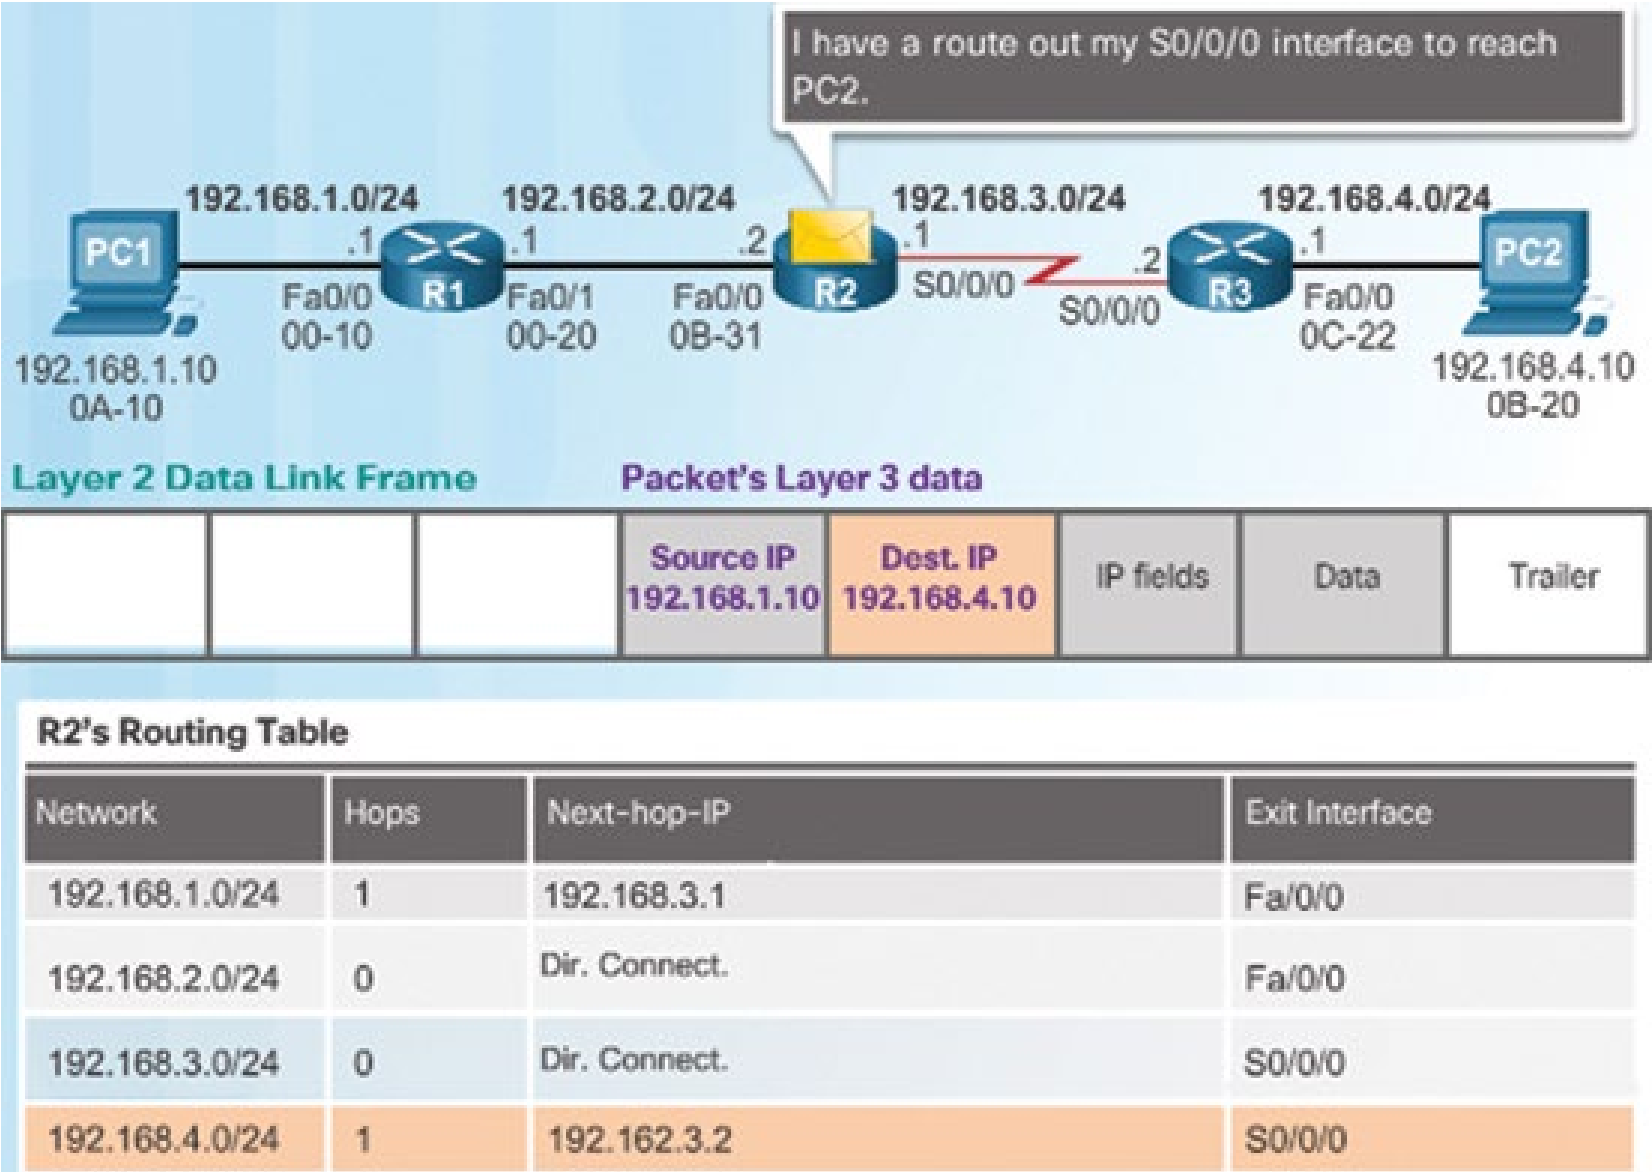 I have a route out my S0/0/0 interface to reach
PC2.
192.168.1.0/24 192.168.2.0/24 192.168.3.0/24 192.168.4.0/24
PC1 .1 R1 .1 .2 R2 .1 .2 R3 .1 PC2
Fa0/0 Fa0/1 Fa0/0 S0/0/0 S0/0/0 Fa0/0
00-10 00-20 0B-31 0C-22
192.168.1.10 192.168.4.10
0A-10 0B-20
Layer 2 Data Link Frame Packet's Layer 3 data
Source IP Dest. IP IP fields Data Trailer
192.168.1.10 192.168.4.10
R2's Routing Table
Network Hops Next-hop-IP Exit Interface
192.168.1.0/24 1 192.168.3.1 Fa/0/0
192.168.2.0/24 0 Dir. Connect. Fa/0/0
192.168.3.0/24 0 Dir. Connect. S0/0/0
192.168.4.0/24 1 192.162.3.2 S0/0/0